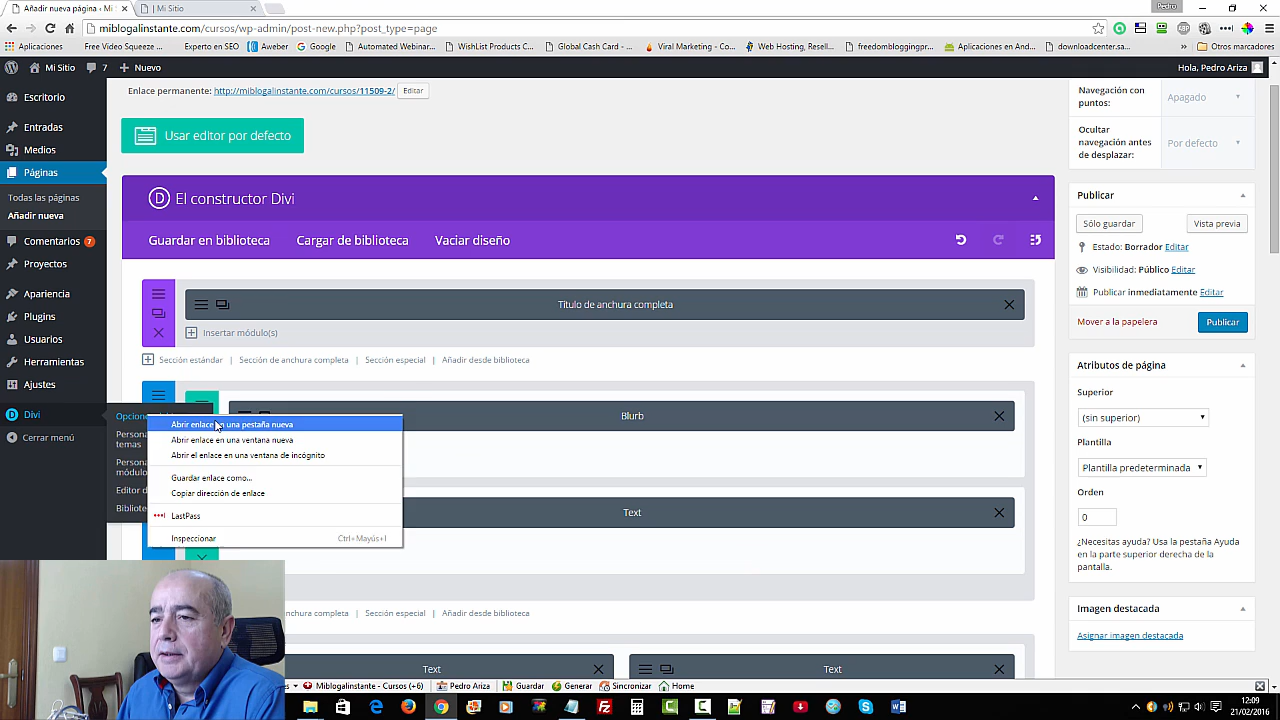 Añadir nueva página ‹ Mi S
| Mi Sitio
Pedro
miblogalinstante.com/cursos/wp-admin/post-new.php?post_type=page
Aplicaciones
Free Video Squeeze ...
Experto en SEO
Aweber
Google
Automated Webinar...
WishList Products C...
Global Cash Card - ...
Viral Marketing - Co...
Web Hosting, Resell...
freedombloggingpr...
Aplicaciones en And...
downloadcenter.sa...
»
Otros marcadores
Mi Sitio
7
Nuevo
Hola, Pedro Ariza
Escritorio
Entradas
Medios
Páginas
Todas las páginas
Añadir nueva
Comentarios 7
Proyectos
Apariencia
Plugins
Usuarios
Herramientas
Ajustes
Divi
Cerrar menú
Opcione
Persona
temas
Persona
módulo
Editor d
Bibliote
Abrir enlace en una pestaña nueva
Abrir enlace en una ventana nueva
Abrir el enlace en una ventana de incógnito
Guardar enlace como...
Copiar dirección de enlace
LastPass
Inspeccionar
Ctrl+Mayús+I
Enlace permanente: http://miblogalinstante.com/cursos/11509-2/ Editar
Usar editor por defecto
El constructor Divi
Guardar en biblioteca
Cargar de biblioteca
Vaciar diseño
Título de anchura completa
Insertar módulo(s)
Sección estándar | Sección de anchura completa | Sección especial | Añadir desde biblioteca
Blurb
Text
nchura completa | Sección especial | Añadir desde biblioteca
Text
Text
Navegación con
puntos:
Apagado
Ocultar
navegación antes
de desplazar:
Por defecto
Publicar
Sólo guardar
Vista previa
Estado: Borrador Editar
Visibilidad: Público Editar
Publicar inmediatamente Editar
Mover a la papelera
Publicar
Atributos de página
Superior
(sin superior)
Plantilla
Plantilla predeterminada
Orden
0
¿Necesitas ayuda? Usa la pestaña Ayuda
en la parte superior derecha de la
pantalla.
Imagen destacada
Asignar imagen destacada
Miblogalinstante - Cursos (+6)
Pedro Ariza
Guardar
Generar
Sincronizar
Home
12:09
21/02/2016